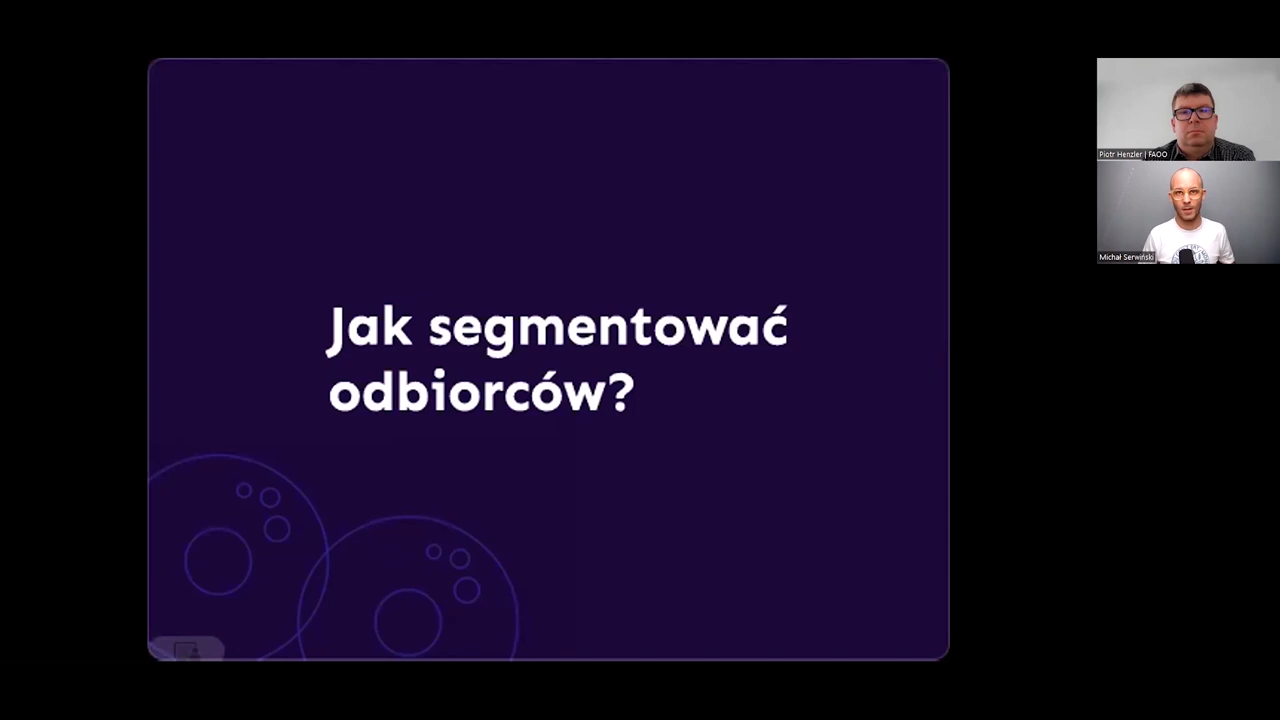 Jak segmentować
odbiorców?
Piotr Henzler | FAOO
Michał Serwiński